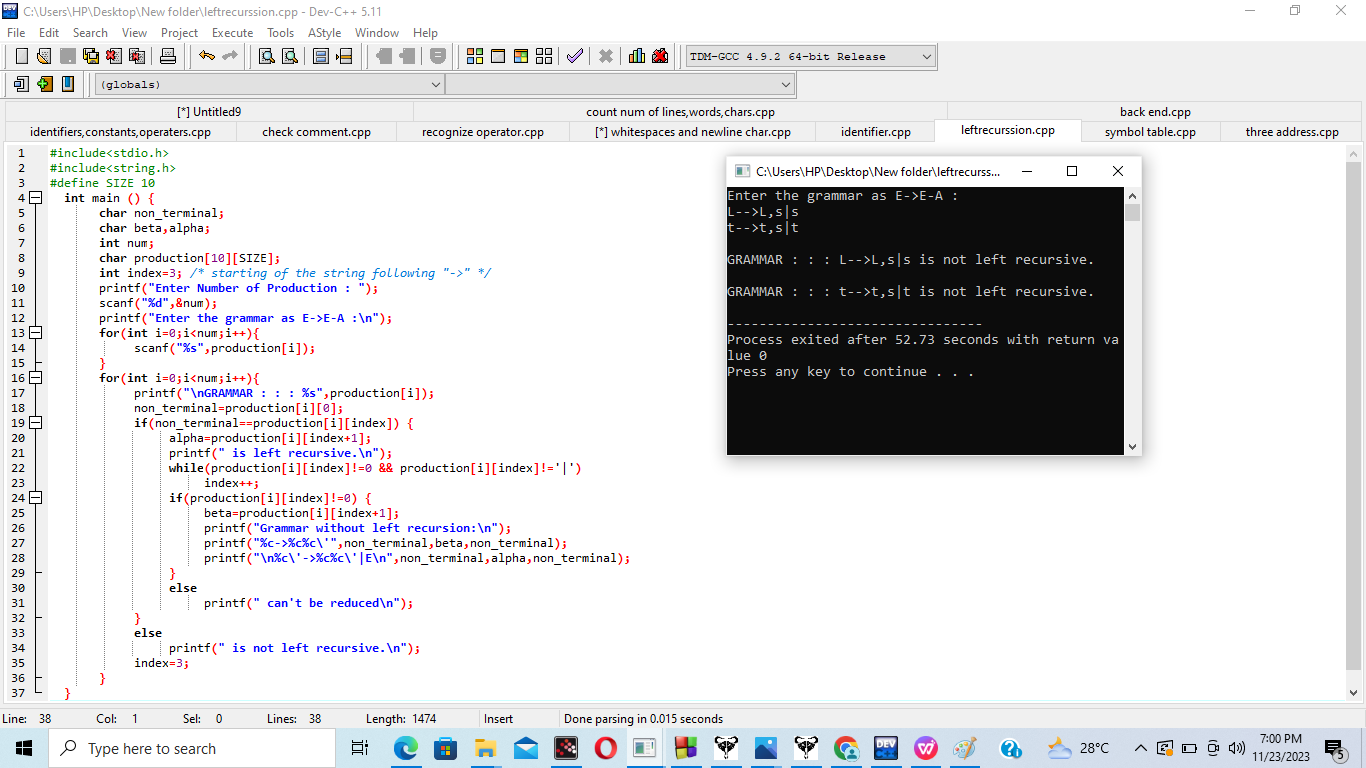 C:\Users\HP\Desktop\New folder\leftrecurssion.cpp - Dev-C++ 5.11
File Edit Search View Project Execute Tools AStyle Window Help
TDM-GCC 4.9.2 64-bit Release
(globals)
[*] Untitled9 count num of lines,words,chars.cpp back end.cpp
identifiers,constants,operaters.cpp check comment.cpp recognize operator.cpp [*] whitespaces and newline char.cpp identifier.cpp leftrecurssion.cpp symbol table.cpp three address.cpp
1 #include<stdio.h>
2 #include<string.h>
3 #define SIZE 10
4 int main () {
5 char non_terminal;
6 char beta,alpha;
7 int num;
8 char production[10][SIZE];
9 int index=3; /* starting of the string following "->" */
10 printf("Enter Number of Production : ");
11 scanf("%d",&num);
12 printf("Enter the grammar as E->E-A :\n");
13 for(int i=0;i<num;i++){
14 scanf("%s",production[i]);
15 }
16 for(int i=0;i<num;i++){
17 printf("\nGRAMMAR : : : %s",production[i]);
18 non_terminal=production[i][0];
19 if(non_terminal==production[i][index]) {
20 alpha=production[i][index+1];
21 printf(" is left recursive.\n");
22 while(production[i][index]!=0 && production[i][index]!='|')
23 index++;
24 if(production[i][index]!=0) {
25 beta=production[i][index+1];
26 printf("Grammar without left recursion:\n");
27 printf("%c->%c%c\'",non_terminal,beta,non_terminal);
28 printf("\n%c\'->%c%c\'|E\n",non_terminal,alpha,non_terminal);
29 }
30 else
31 printf(" can't be reduced\n");
32 }
33 else
34 printf(" is not left recursive.\n");
35 index=3;
36 }
37 }
C:\Users\HP\Desktop\New folder\leftrecurss...
Enter the grammar as E->E-A :
L-->L,s|s
t-->t,s|t
GRAMMAR : : : L-->L,s|s is not left recursive.
GRAMMAR : : : t-->t,s|t is not left recursive.
--------------------------------
Process exited after 52.73 seconds with return va
lue 0
Press any key to continue . . .
Line: 38 Col: 1 Sel: 0 Lines: 38 Length: 1474 Insert Done parsing in 0.015 seconds
Type here to search
28°C
7:00 PM
11/23/2023
5